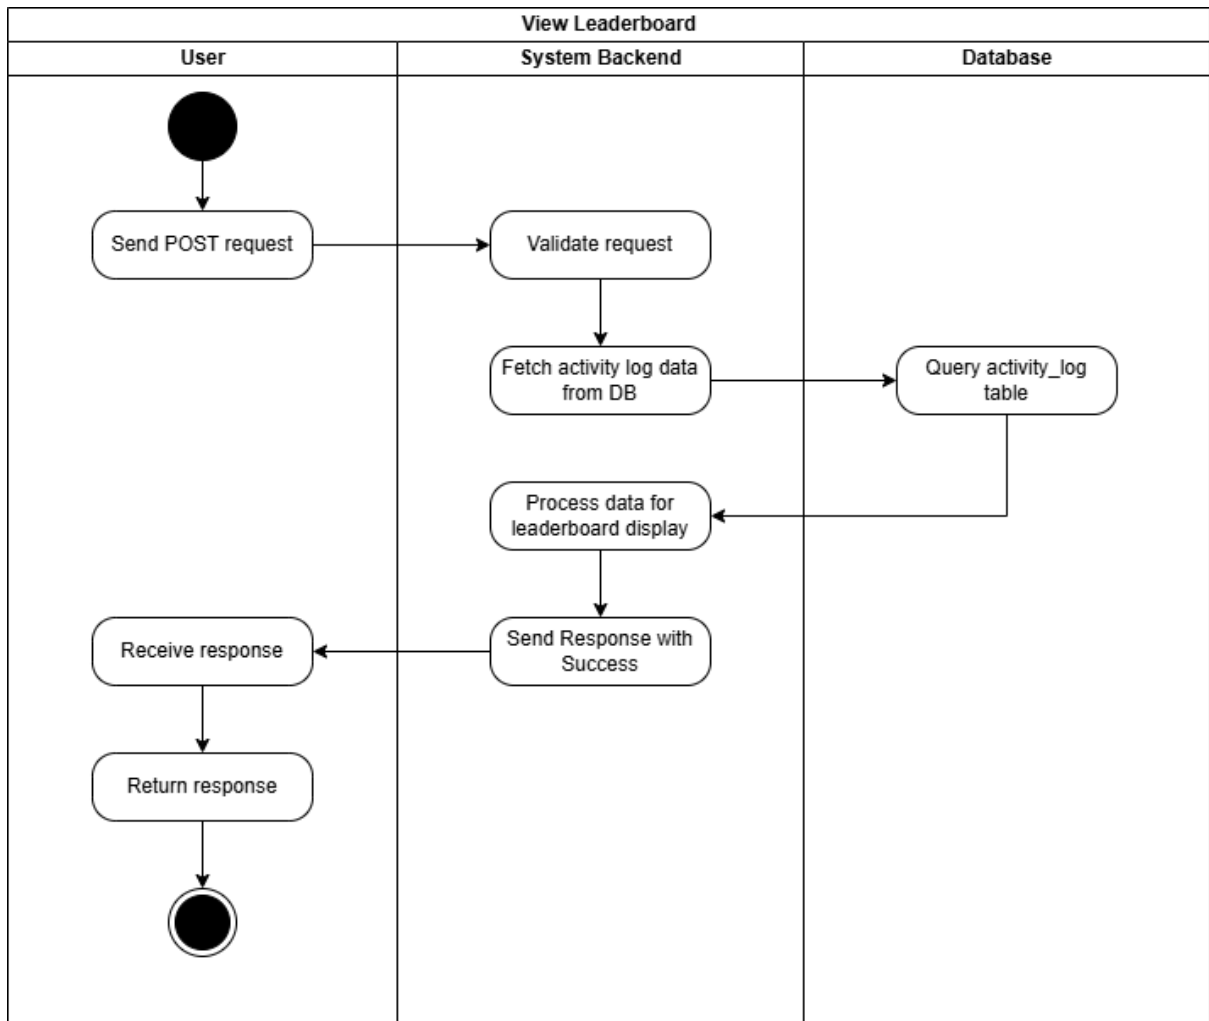 View Leaderboard
User
System Backend
Database
Send POST request
Validate request
Fetch activity log data
from DB
Query activity_log
table
Process data for
leaderboard display
Send Response with
Success
Receive response
Return response